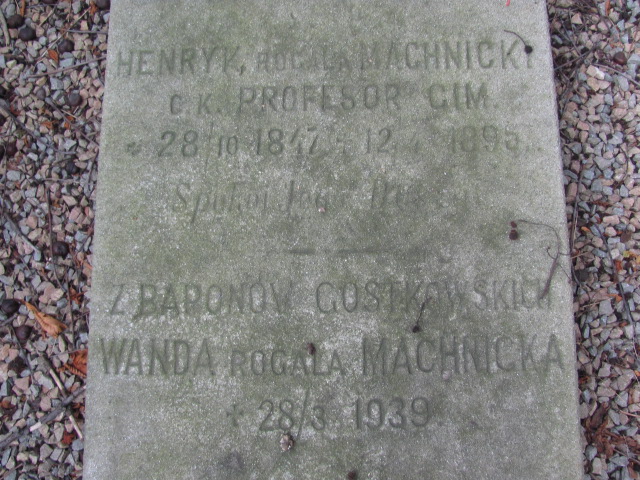 HENRYK, ROGALA MACHNICKI
C.K. PROFESOR GIM.
* 28/10 1847. 12. 1895.
Spokój Jego
Z BARONÓW GOSTKOWSKICH
WANDA ROGALA MACHNICKA
+ 28/3. 1939